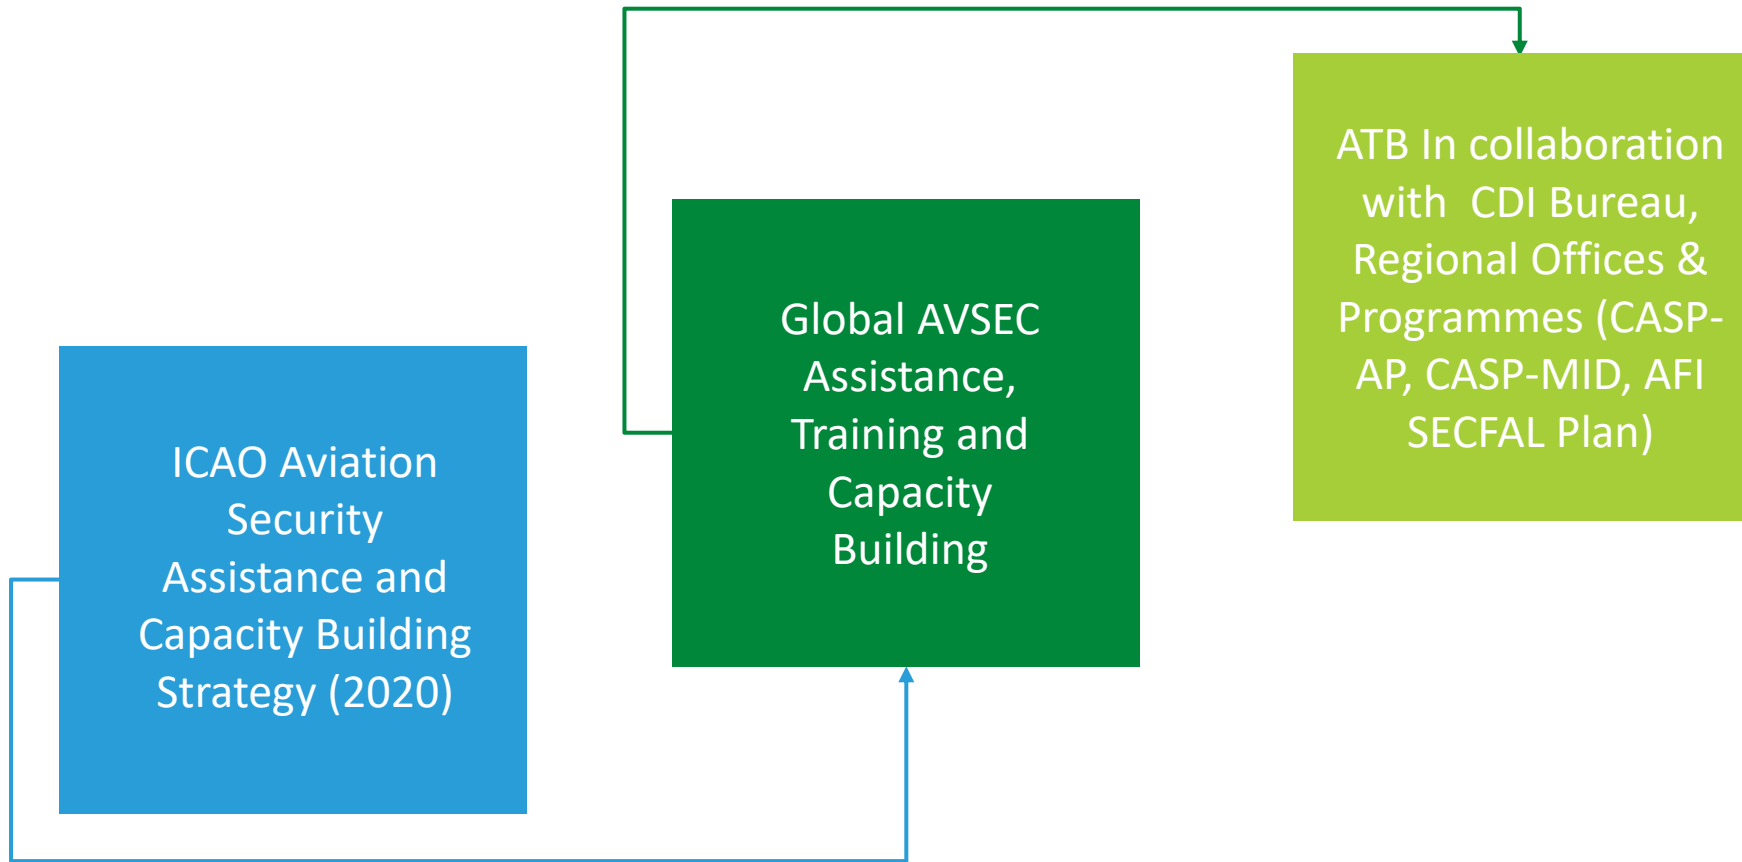 ICAO Aviation
Security
Assistance and
Capacity Building
Strategy (2020)
Global AVSEC
Assistance,
Training and
Capacity
Building
ATB In collaboration
with  CDI Bureau,
Regional Offices &
Programmes (CASP-
AP, CASP-MID, AFI
SECFAL Plan)